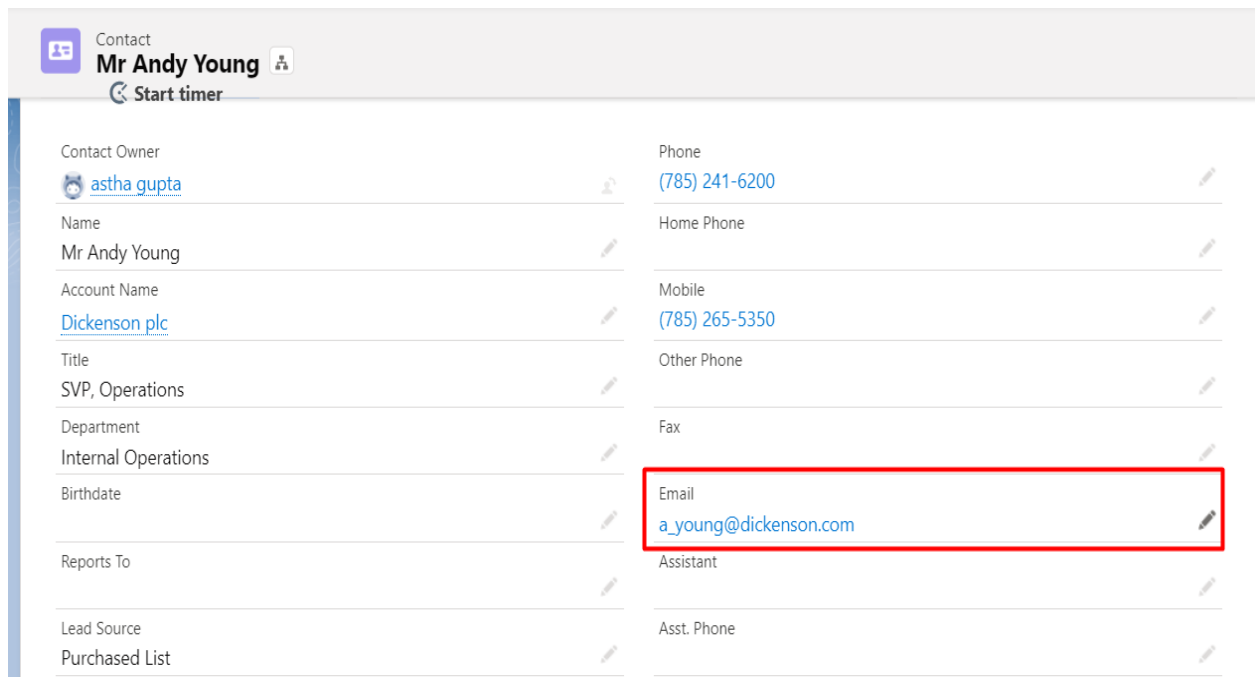 Contact
Mr Andy Young
Start timer
Contact Owner
astha gupta
Name
Mr Andy Young
Account Name
Dickenson plc
Title
SVP, Operations
Department
Internal Operations
Birthdate
Reports To
Lead Source
Purchased List
Phone
(785) 241-6200
Home Phone
Mobile
(785) 265-5350
Other Phone
Fax
Email
a_young@dickenson.com
Assistant
Asst. Phone